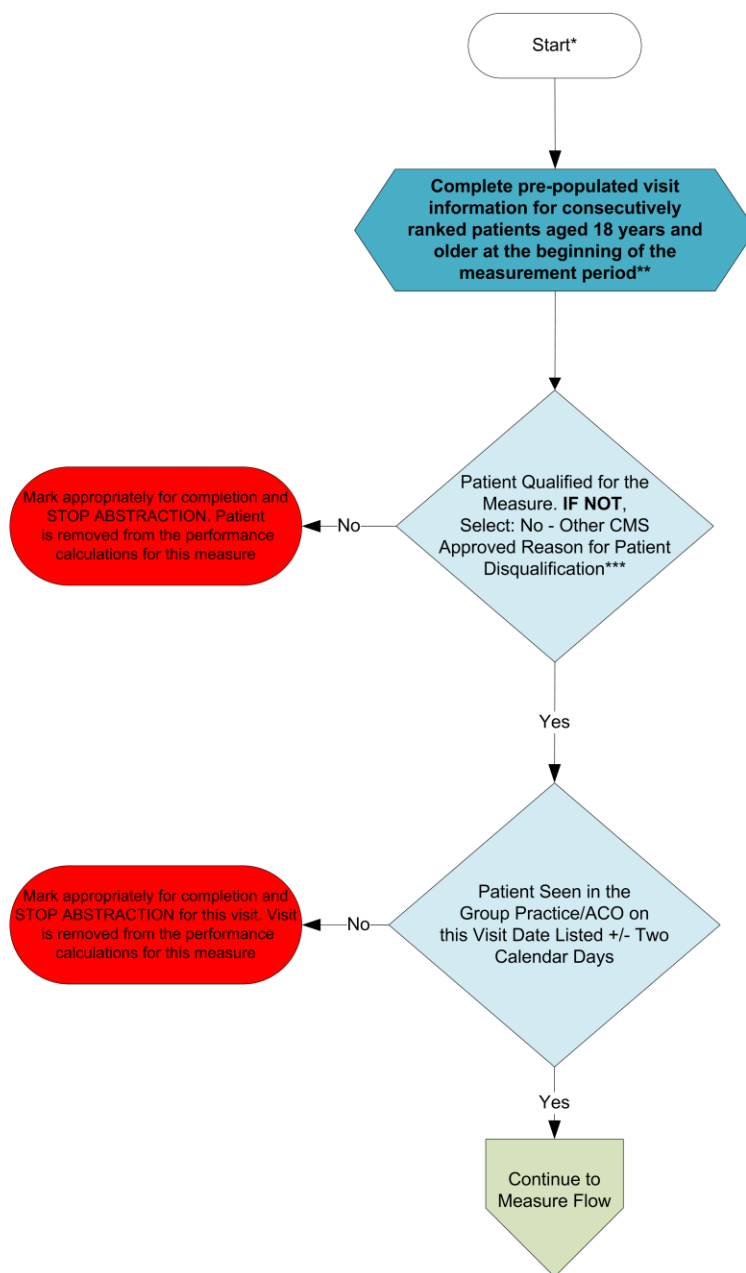 Start*
Complete pre-populated visit
information for consecutively
ranked patients aged 18 years and
older at the beginning of the
measurement period**
Patient Qualified for the
Measure. IF NOT,
Select: No - Other CMS
Approved Reason for Patient
Disqualification***
No
Mark appropriately for completion and
STOP ABSTRACTION. Patient
is removed from the performance
calculations for this measure
Yes
Patient Seen in the
Group Practice/ACO on
this Visit Date Listed +/- Two
Calendar Days
No
Mark appropriately for completion and
STOP ABSTRACTION for this visit. Visit
is removed from the performance
calculations for this measure
Yes
Continue to
Measure Flow